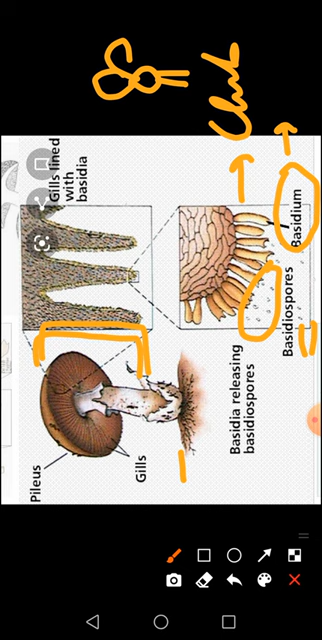 Club
Gills lined
with
basidia
Basidium
Basidiospores
Basidia releasing
basidiospores
Pileus
Gills